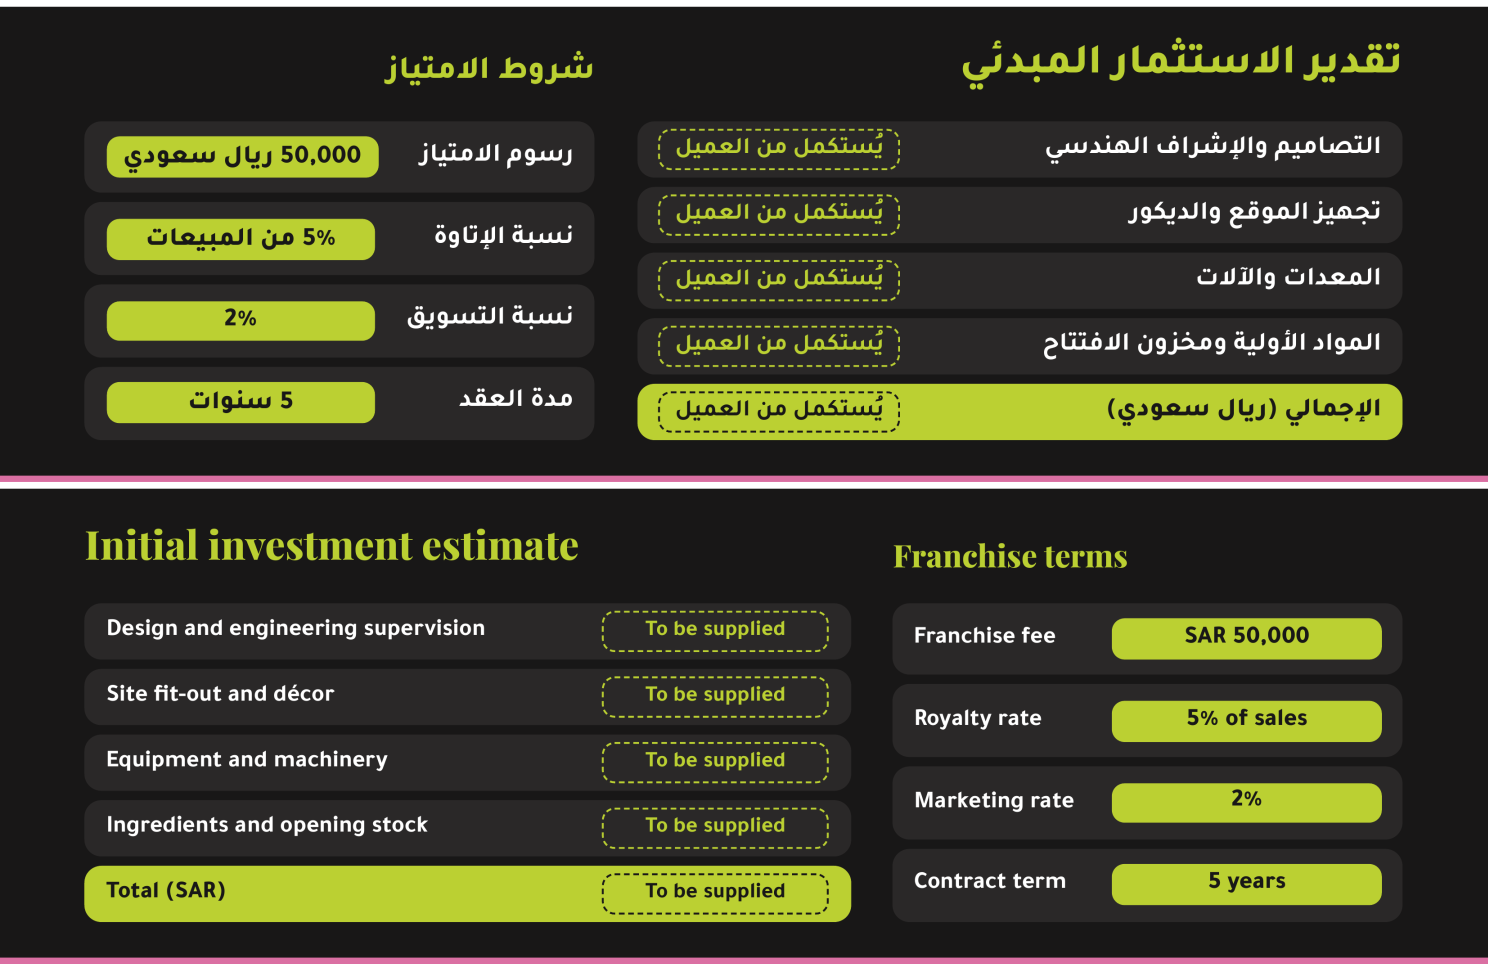 تقدير الاستثمار المبدئي
التصاميم والإشراف الهندسي
يُستكمل من العميل
تجهيز الموقع والديكور
يُستكمل من العميل
المعدات والآلات
يُستكمل من العميل
المواد الأولية ومخزون الافتتاح
يُستكمل من العميل
الإجمالي (ريال سعودي)
يُستكمل من العميل
شروط الامتياز
رسوم الامتياز
50,000 ريال سعودي
نسبة الإتاوة
5% من المبيعات
نسبة التسويق
2%
مدة العقد
5 سنوات
Initial investment estimate
Design and engineering supervision
To be supplied
Site fit-out and décor
To be supplied
Equipment and machinery
To be supplied
Ingredients and opening stock
To be supplied
Total (SAR)
To be supplied
Franchise terms
Franchise fee
SAR 50,000
Royalty rate
5% of sales
Marketing rate
2%
Contract term
5 years